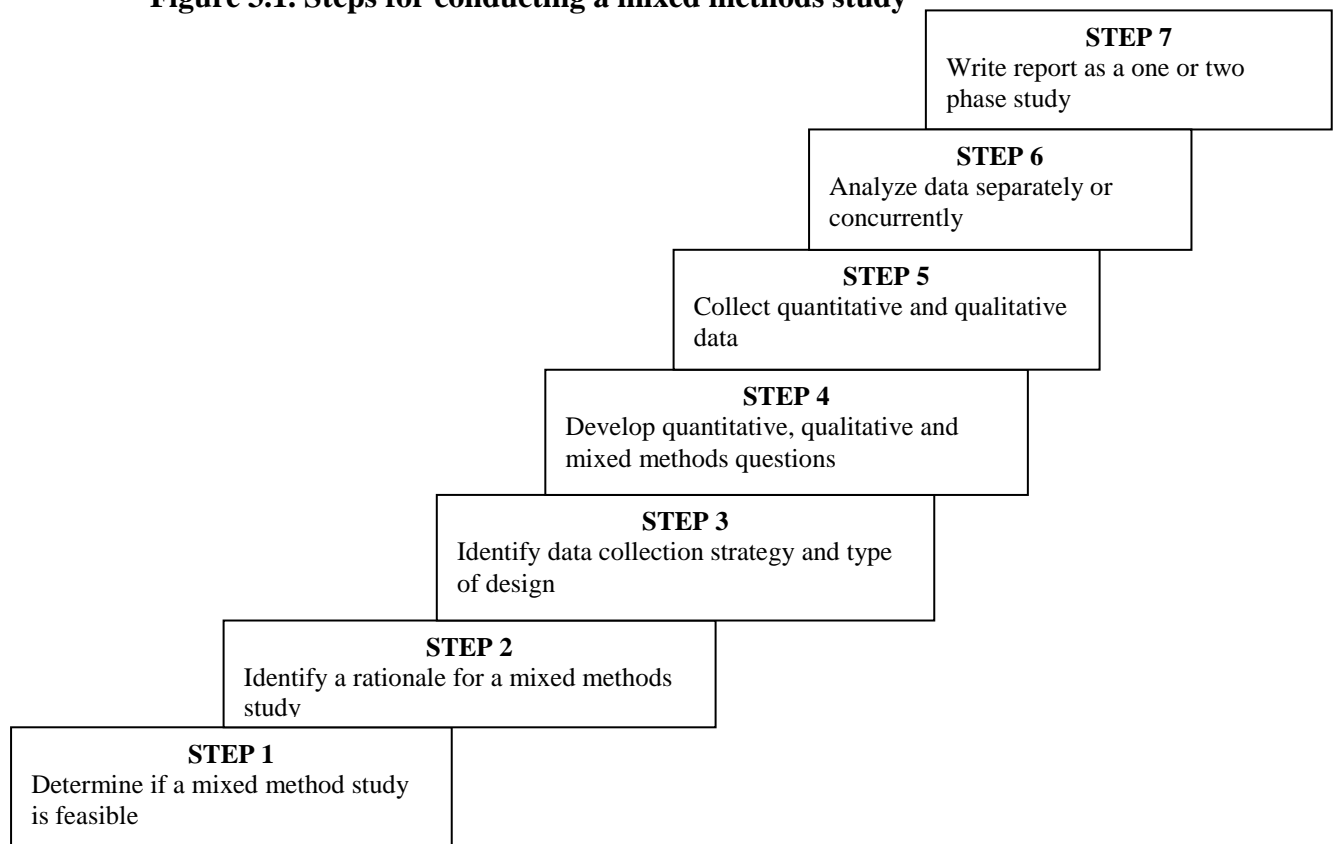 Figure 3.1. Steps for conducting a mixed methods study
STEP 7
Write report as a one or two
phase study
STEP 6
Analyze data separately or
concurrently
STEP 5
Collect quantitative and qualitative
data
STEP 4
Develop quantitative, qualitative and
mixed methods questions
STEP 3
Identify data collection strategy and type
of design
STEP 2
Identify a rationale for a mixed methods
study
STEP 1
Determine if a mixed method study
is feasible